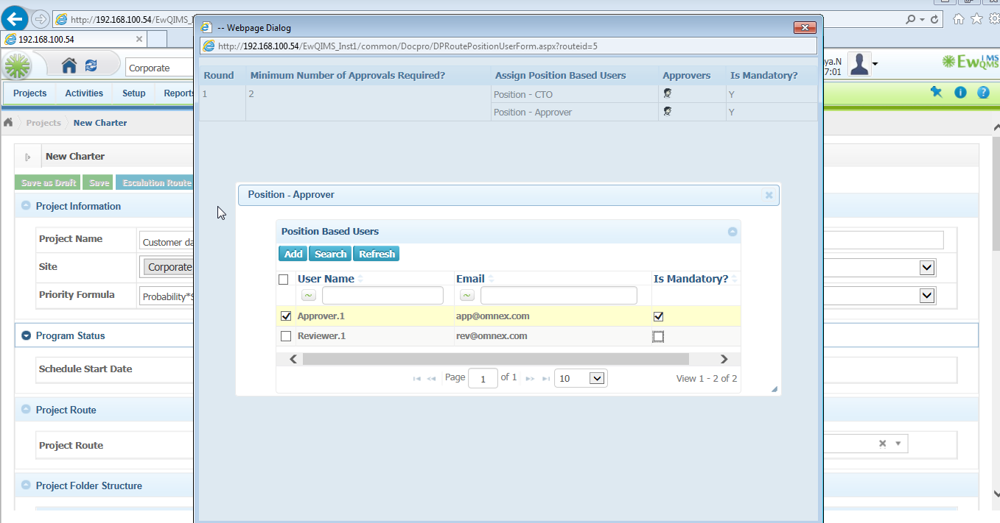 -- Webpage Dialog
http://192.168.100.54/EwQIMS_I
192.168.100.54
http://192.168.100.54/EwQIMS_Inst1/common/Docpro/DPRoutePositionUserForm.aspx?routeid=5
Corporate
ya.N
7:01
EwQIMS
QMS
Projects Activities Setup Reports
Projects New Charter
Round Minimum Number of Approvals Required? Assign Position Based Users Approvers Is Mandatory?
1 2 Position - CTO Y
Position - Approver Y
New Charter
Save as Draft Save Escalation Route
Project Information
Project Name Customer da
Site Corporate
Priority Formula Probability*S
Program Status
Schedule Start Date
Project Route
Project Route
Project Folder Structure
Position - Approver
Position Based Users
Add Search Refresh
User Name Email Is Mandatory?
~ ~
Approver.1 app@omnex.com
Reviewer.1 rev@omnex.com
Page 1 of 1 10 View 1 - 2 of 2